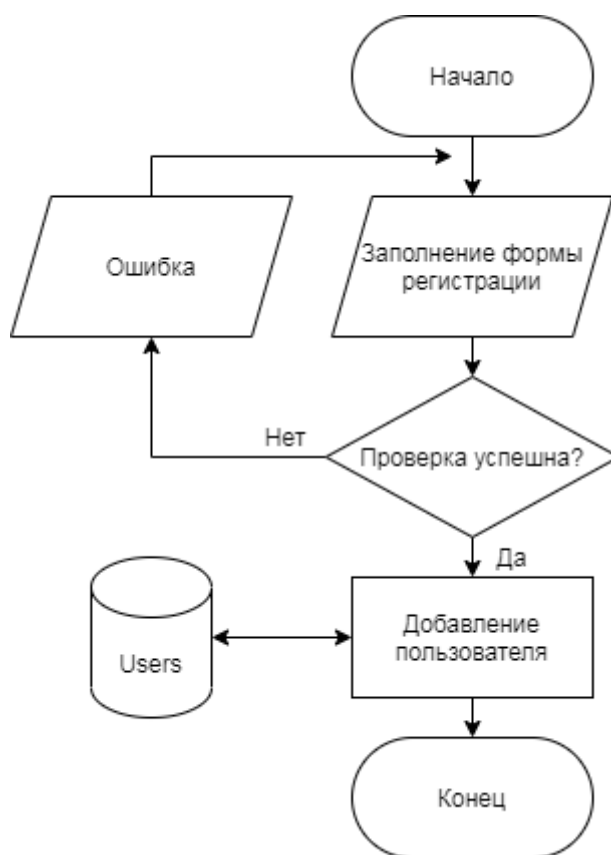 Начало
Ошибка
Заполнение формы
регистрации
Нет
Проверка успешна?
Да
Users
Добавление
пользователя
Конец